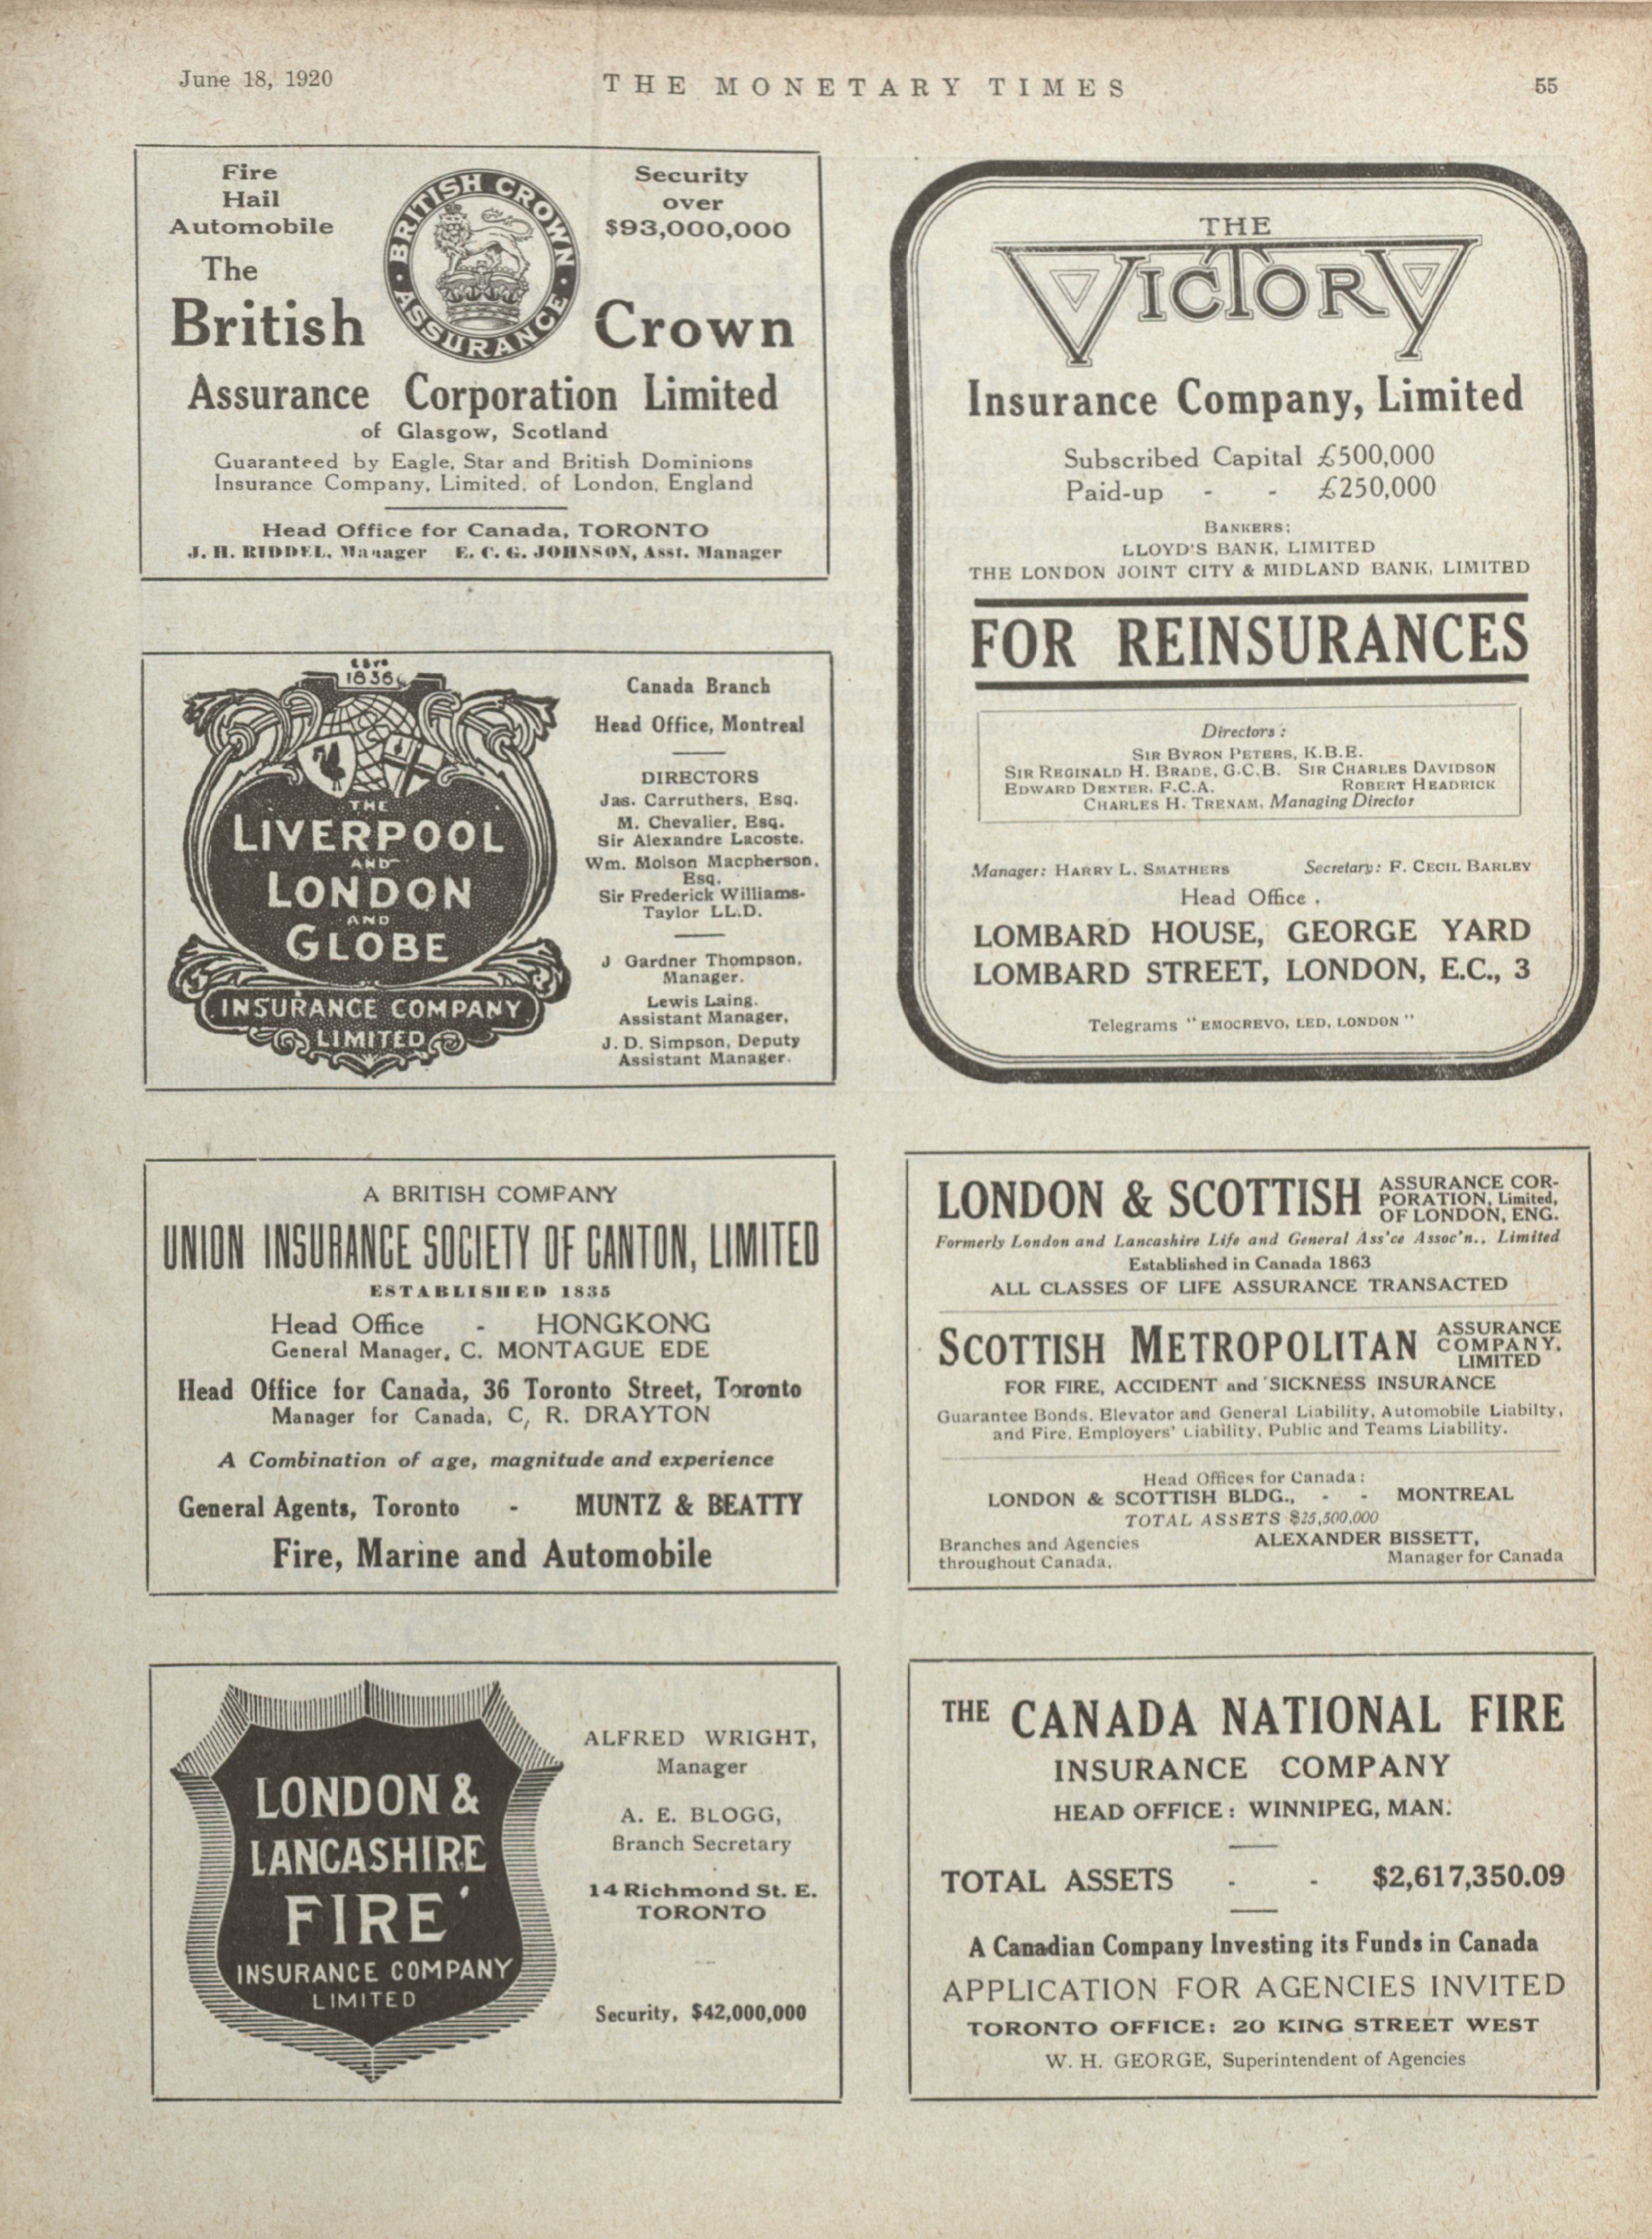 June 18, 1920
THE MONETARY TIMES
55
Fire
Hail
Automobile
BRITISH CROWN
ASSURANCE
Security
over
$93,000,000
The
British Crown
Assurance Corporation Limited
of Glasgow, Scotland
Guaranteed by Eagle, Star and British Dominions
Insurance Company, Limited, of London, England
Head Office for Canada, TORONTO
J. H. RIDDEL, Manager E. C. G. JOHNSON, Asst. Manager
1836
THE
LIVERPOOL
AND
LONDON
AND
GLOBE
INSURANCE COMPANY
LIMITED
Canada Branch
Head Office, Montreal
DIRECTORS
Jas. Carruthers, Esq.
M. Chevalier, Esq.
Sir Alexandre Lacoste.
Wm. Molson Macpherson,
Esq.
Sir Frederick Williams-
Taylor LL.D.
J Gardner Thompson,
Manager.
Lewis Laing.
Assistant Manager,
J. D. Simpson, Deputy
Assistant Manager.
A BRITISH COMPANY
UNION INSURANCE SOCIETY OF CANTON, LIMITED
ESTABLISHED 1835
Head Office - HONGKONG
General Manager, C. MONTAGUE EDE
Head Office for Canada, 36 Toronto Street, Toronto
Manager for Canada, C, R. DRAYTON
A Combination of age, magnitude and experience
General Agents, Toronto - MUNTZ & BEATTY
Fire, Marine and Automobile
LONDON &
LANCASHIRE
FIRE
INSURANCE COMPANY
LIMITED
ALFRED WRIGHT,
Manager
A. E. BLOGG,
Branch Secretary
14 Richmond St. E.
TORONTO
Security, $42,000,000
THE
VICTORY
Insurance Company, Limited
Subscribed Capital £500,000
Paid-up - - £250,000
BANKERS:
LLOYD'S BANK, LIMITED
THE LONDON JOINT CITY & MIDLAND BANK, LIMITED
FOR REINSURANCES
Directors:
SIR BYRON PETERS, K.B.E.
SIR REGINALD H. BRADE, G.C.B. SIR CHARLES DAVIDSON
EDWARD DEXTER, F.C.A. ROBERT HEADRICK
CHARLES H. TRENAM, Managing Director
Manager: HARRY L. SMATHERS Secretary: F. CECIL BARLEY
Head Office .
LOMBARD HOUSE, GEORGE YARD
LOMBARD STREET, LONDON, E.C., 3
Telegrams "EMOCREVO, LED, LONDON"
LONDON & SCOTTISH ASSURANCE COR-
PORATION, Limited,
OF LONDON, ENG.
Formerly London and Lancashire Life and General Ass'ce Assoc'n., Limited
Established in Canada 1863
ALL CLASSES OF LIFE ASSURANCE TRANSACTED
SCOTTISH METROPOLITAN ASSURANCE
COMPANY.
LIMITED
FOR FIRE, ACCIDENT and SICKNESS INSURANCE
Guarantee Bonds, Elevator and General Liability, Automobile Liabilty,
and Fire, Employers' Liability, Public and Teams Liability.
Head Offices for Canada:
LONDON & SCOTTISH BLDG., - - MONTREAL
TOTAL ASSETS $25,500,000
Branches and Agencies
throughout Canada.
ALEXANDER BISSETT,
Manager for Canada
THE CANADA NATIONAL FIRE
INSURANCE COMPANY
HEAD OFFICE: WINNIPEG, MAN.
TOTAL ASSETS - - $2,617,350.09
A Canadian Company Investing its Funds in Canada
APPLICATION FOR AGENCIES INVITED
TORONTO OFFICE: 20 KING STREET WEST
W. H. GEORGE, Superintendent of Agencies